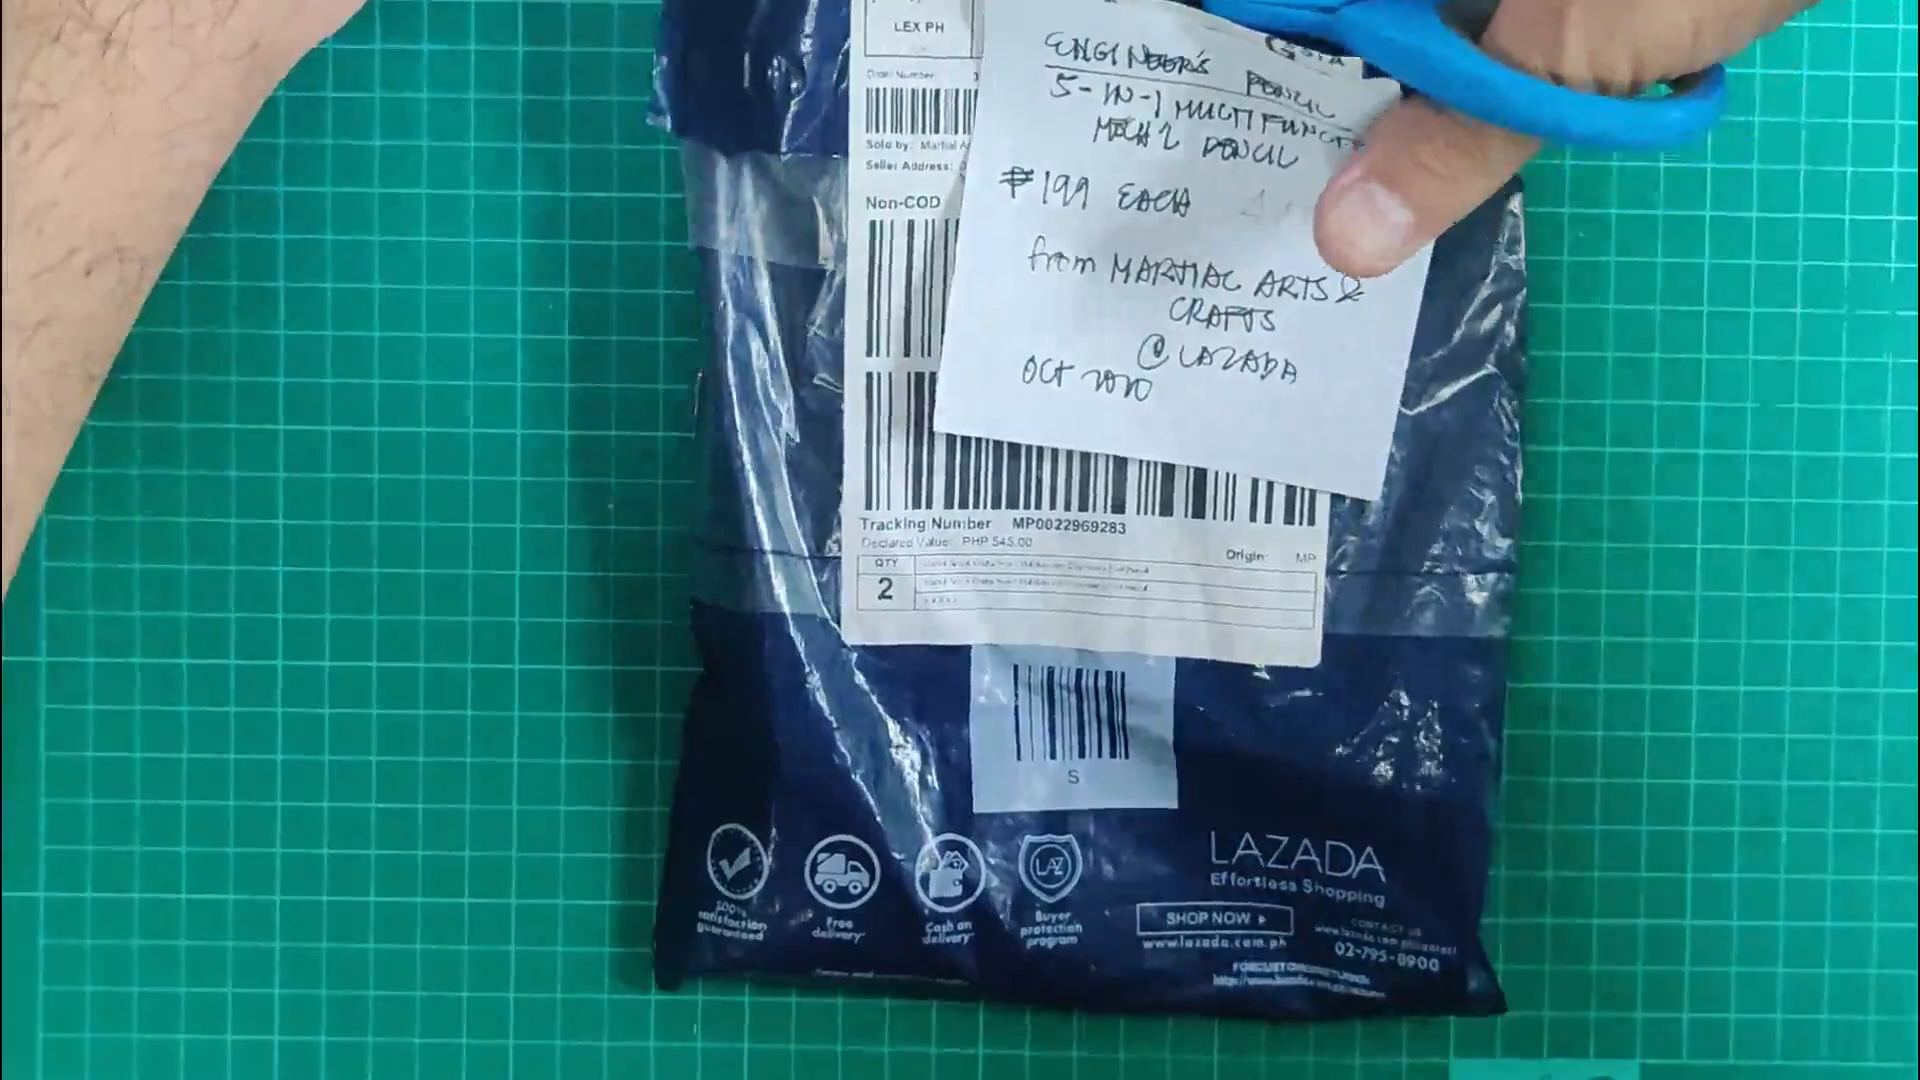 LEX PH
Order Number
Sold by: Martial
Seller Address:
Non-COD
ENGINEER'S PENCIL
5-IN-1 MULTIFUNCT
MECH'L PENCIL
₱199 EACH
from MARTIAL ARTS &
CRAFTS
@ LAZADA
OCT 2020
Tracking Number MP0022969283
Declared Value: PHP 545.00
Origin: MP
QTY
2
S
100%
satisfaction
guaranteed
Free
delivery
Cash on
delivery
LAZ
Buyer
protection
program
LAZADA
Effortless Shopping
SHOP NOW
www.lazada.com.ph
CONTACT US
02-795-8900